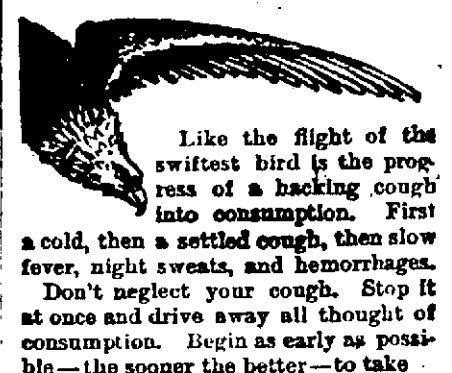 Like the flight of the
swiftest bird is the prog-
ress of a hacking cough
into consumption. First
a cold, then a settled cough, then slow
fever, night sweats, and hemorrhages.
Don't neglect your cough. Stop it
at once and drive away all thought of
consumption. Begin as early as possi-
ble—the sooner the better—to take